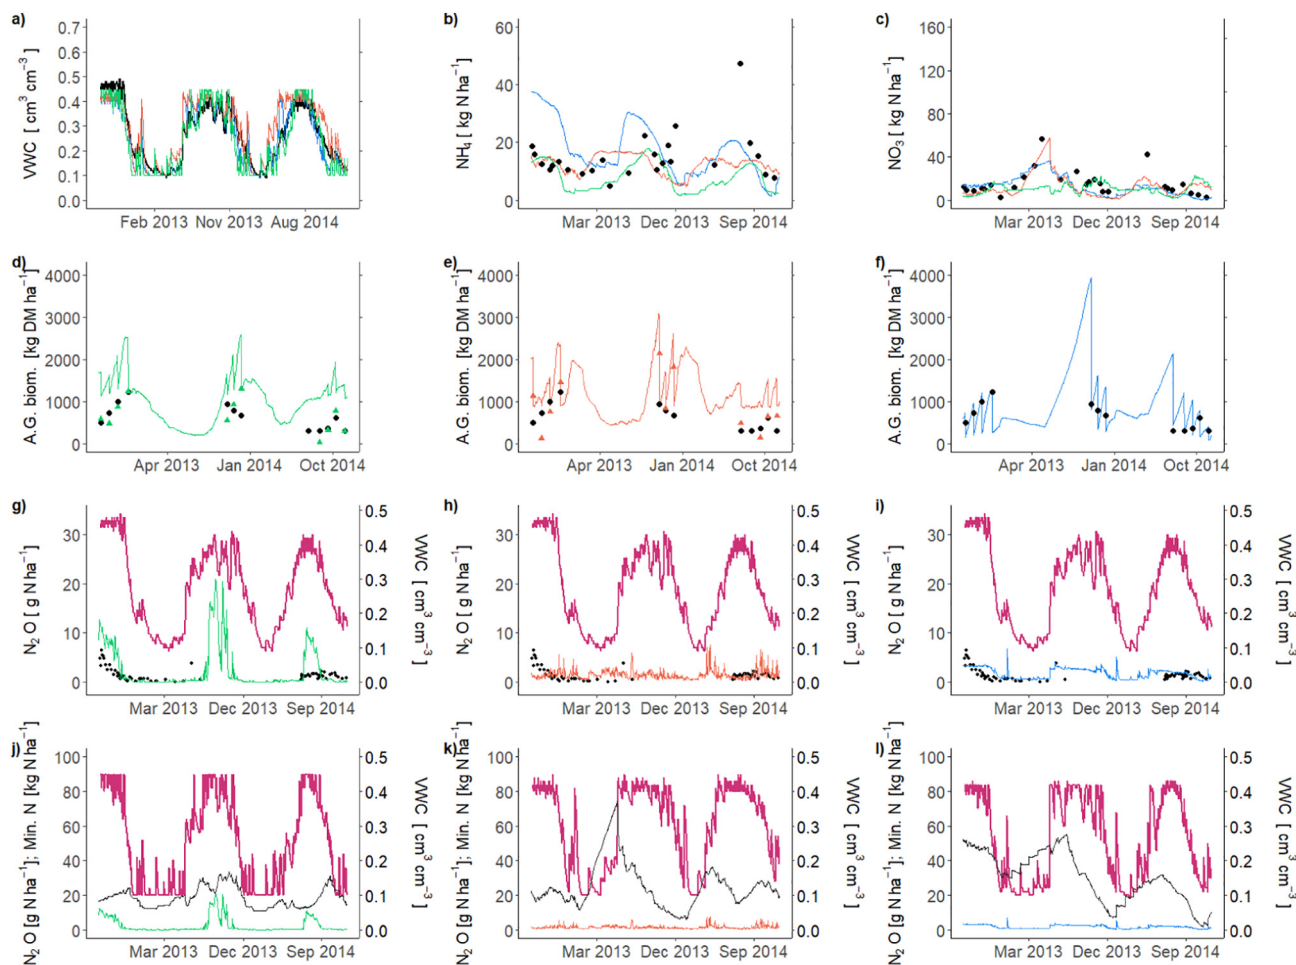 a)
VWC [ cm³ cm⁻³]
0.7
0.6
0.5
0.4
0.3
0.2
0.1
0.0
Feb 2013 Nov 2013 Aug 2014
b)
NH₄ [ kg N ha⁻¹]
60
40
20
0
Mar 2013 Dec 2013 Sep 2014
c)
NO₃ [ kg N ha⁻¹]
160
120
80
40
0
Mar 2013 Dec 2013 Sep 2014
d)
A.G. biom. [kg DM ha⁻¹]
4000
3000
2000
1000
0
Apr 2013 Jan 2014 Oct 2014
e)
A.G. biom. [kg DM ha⁻¹]
4000
3000
2000
1000
0
Apr 2013 Jan 2014 Oct 2014
f)
A.G. biom. [kg DM ha⁻¹]
4000
3000
2000
1000
0
Apr 2013 Jan 2014 Oct 2014
g)
N₂O [ g N ha⁻¹]
30
20
10
0
0.5
0.4
0.3
0.2
0.1
0.0
VWC [ cm³ cm⁻³]
Mar 2013 Dec 2013 Sep 2014
h)
N₂O [ g N ha⁻¹]
30
20
10
0
0.5
0.4
0.3
0.2
0.1
0.0
VWC [ cm³ cm⁻³]
Mar 2013 Dec 2013 Sep 2014
i)
N₂O [ g N ha⁻¹]
30
20
10
0
0.5
0.4
0.3
0.2
0.1
0.0
VWC [ cm³ cm⁻³]
Mar 2013 Dec 2013 Sep 2014
j)
N₂O [g N ha⁻¹]; Min. N [kg N ha⁻¹]
100
80
60
40
20
0
0.5
0.4
0.3
0.2
0.1
0.0
VWC [ cm³ cm⁻³]
Mar 2013 Dec 2013 Sep 2014
k)
N₂O [g N ha⁻¹]; Min. N [kg N ha⁻¹]
100
80
60
40
20
0
0.5
0.4
0.3
0.2
0.1
0.0
VWC [ cm³ cm⁻³]
Mar 2013 Dec 2013 Sep 2014
l)
N₂O [g N ha⁻¹]; Min. N [kg N ha⁻¹]
100
80
60
40
20
0
0.5
0.4
0.3
0.2
0.1
0.0
VWC [ cm³ cm⁻³]
Mar 2013 Dec 2013 Sep 2014